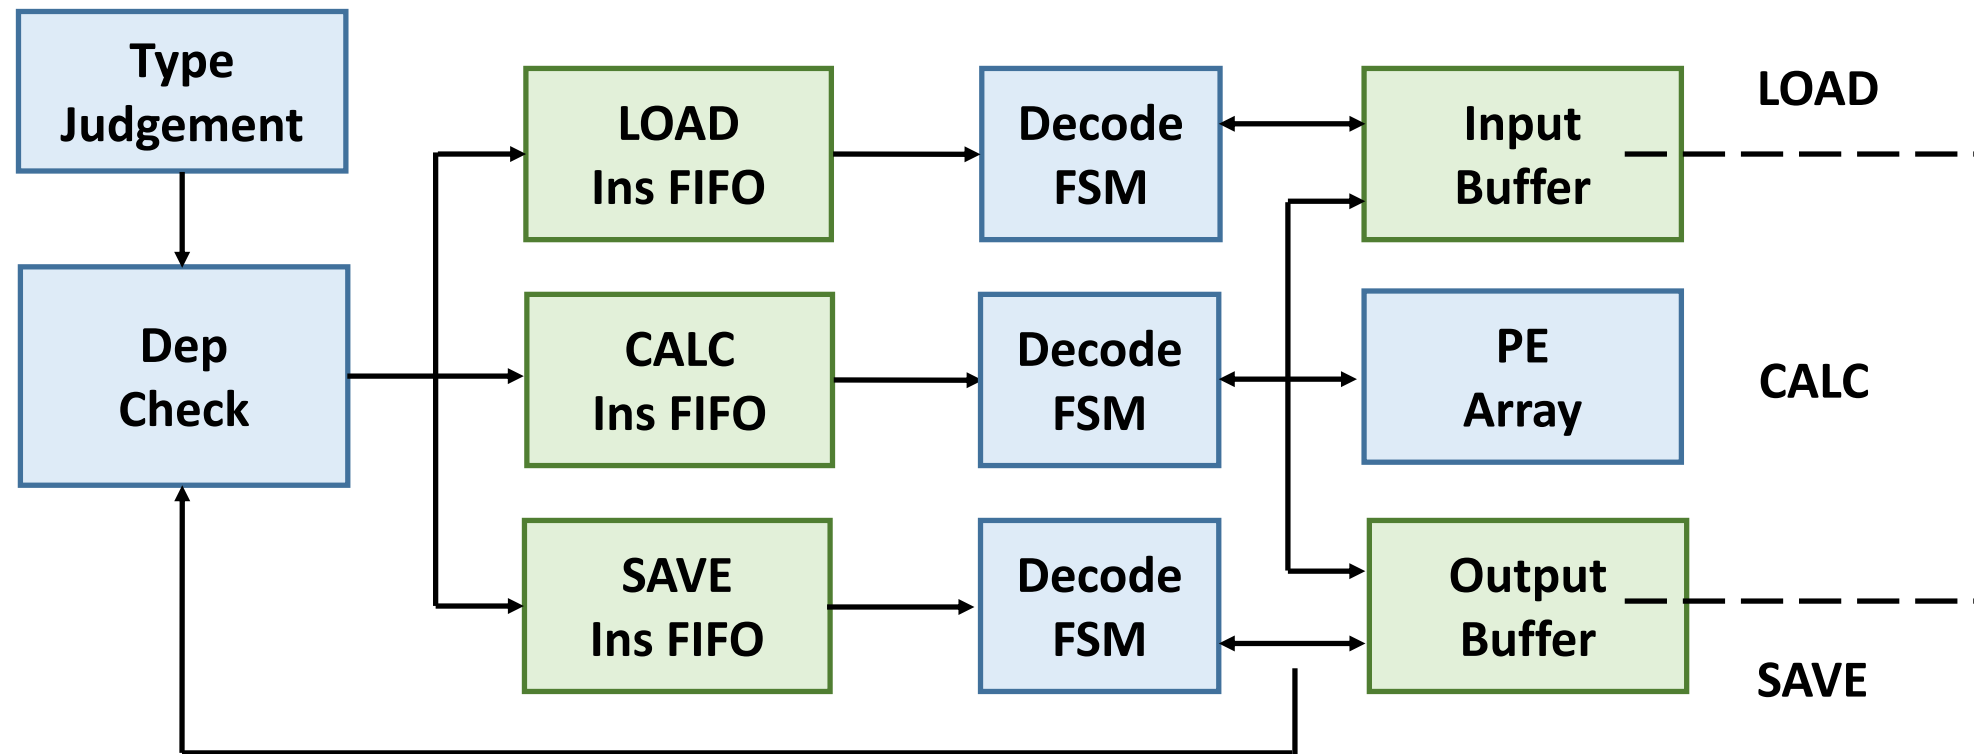 Type
Judgement
Dep
Check
LOAD
Ins FIFO
CALC
Ins FIFO
SAVE
Ins FIFO
Decode
FSM
Decode
FSM
Decode
FSM
Input
Buffer
PE
Array
Output
Buffer
LOAD
CALC
SAVE